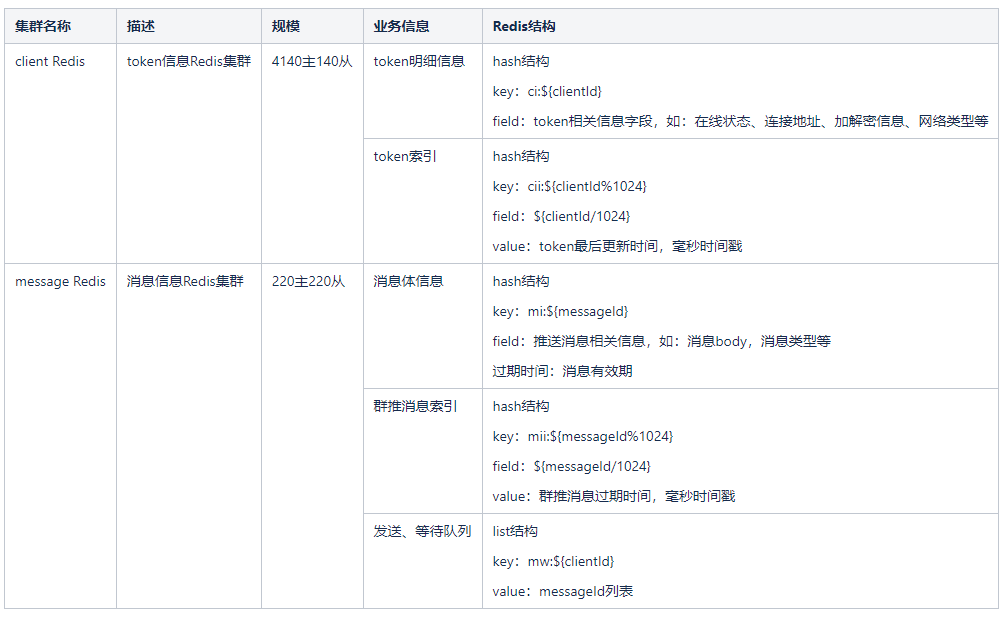 集群名称 描述 规模 业务信息 Redis结构
client Redis token信息Redis集群 4140主140从 token明细信息 hash结构
key：ci:${clientId}
field：token相关信息字段，如：在线状态、连接地址、加解密信息、网络类型等
token索引 hash结构
key：cii:${clientId%1024}
field：${clientId/1024}
value：token最后更新时间，毫秒时间戳
message Redis 消息信息Redis集群 220主220从 消息体信息 hash结构
key：mi:${messageId}
field：推送消息相关信息，如：消息body，消息类型等
过期时间：消息有效期
群推消息索引 hash结构
key：mii:${messageId%1024}
field：${messageId/1024}
value：群推消息过期时间，毫秒时间戳
发送、等待队列 list结构
key：mw:${clientId}
value：messageId列表